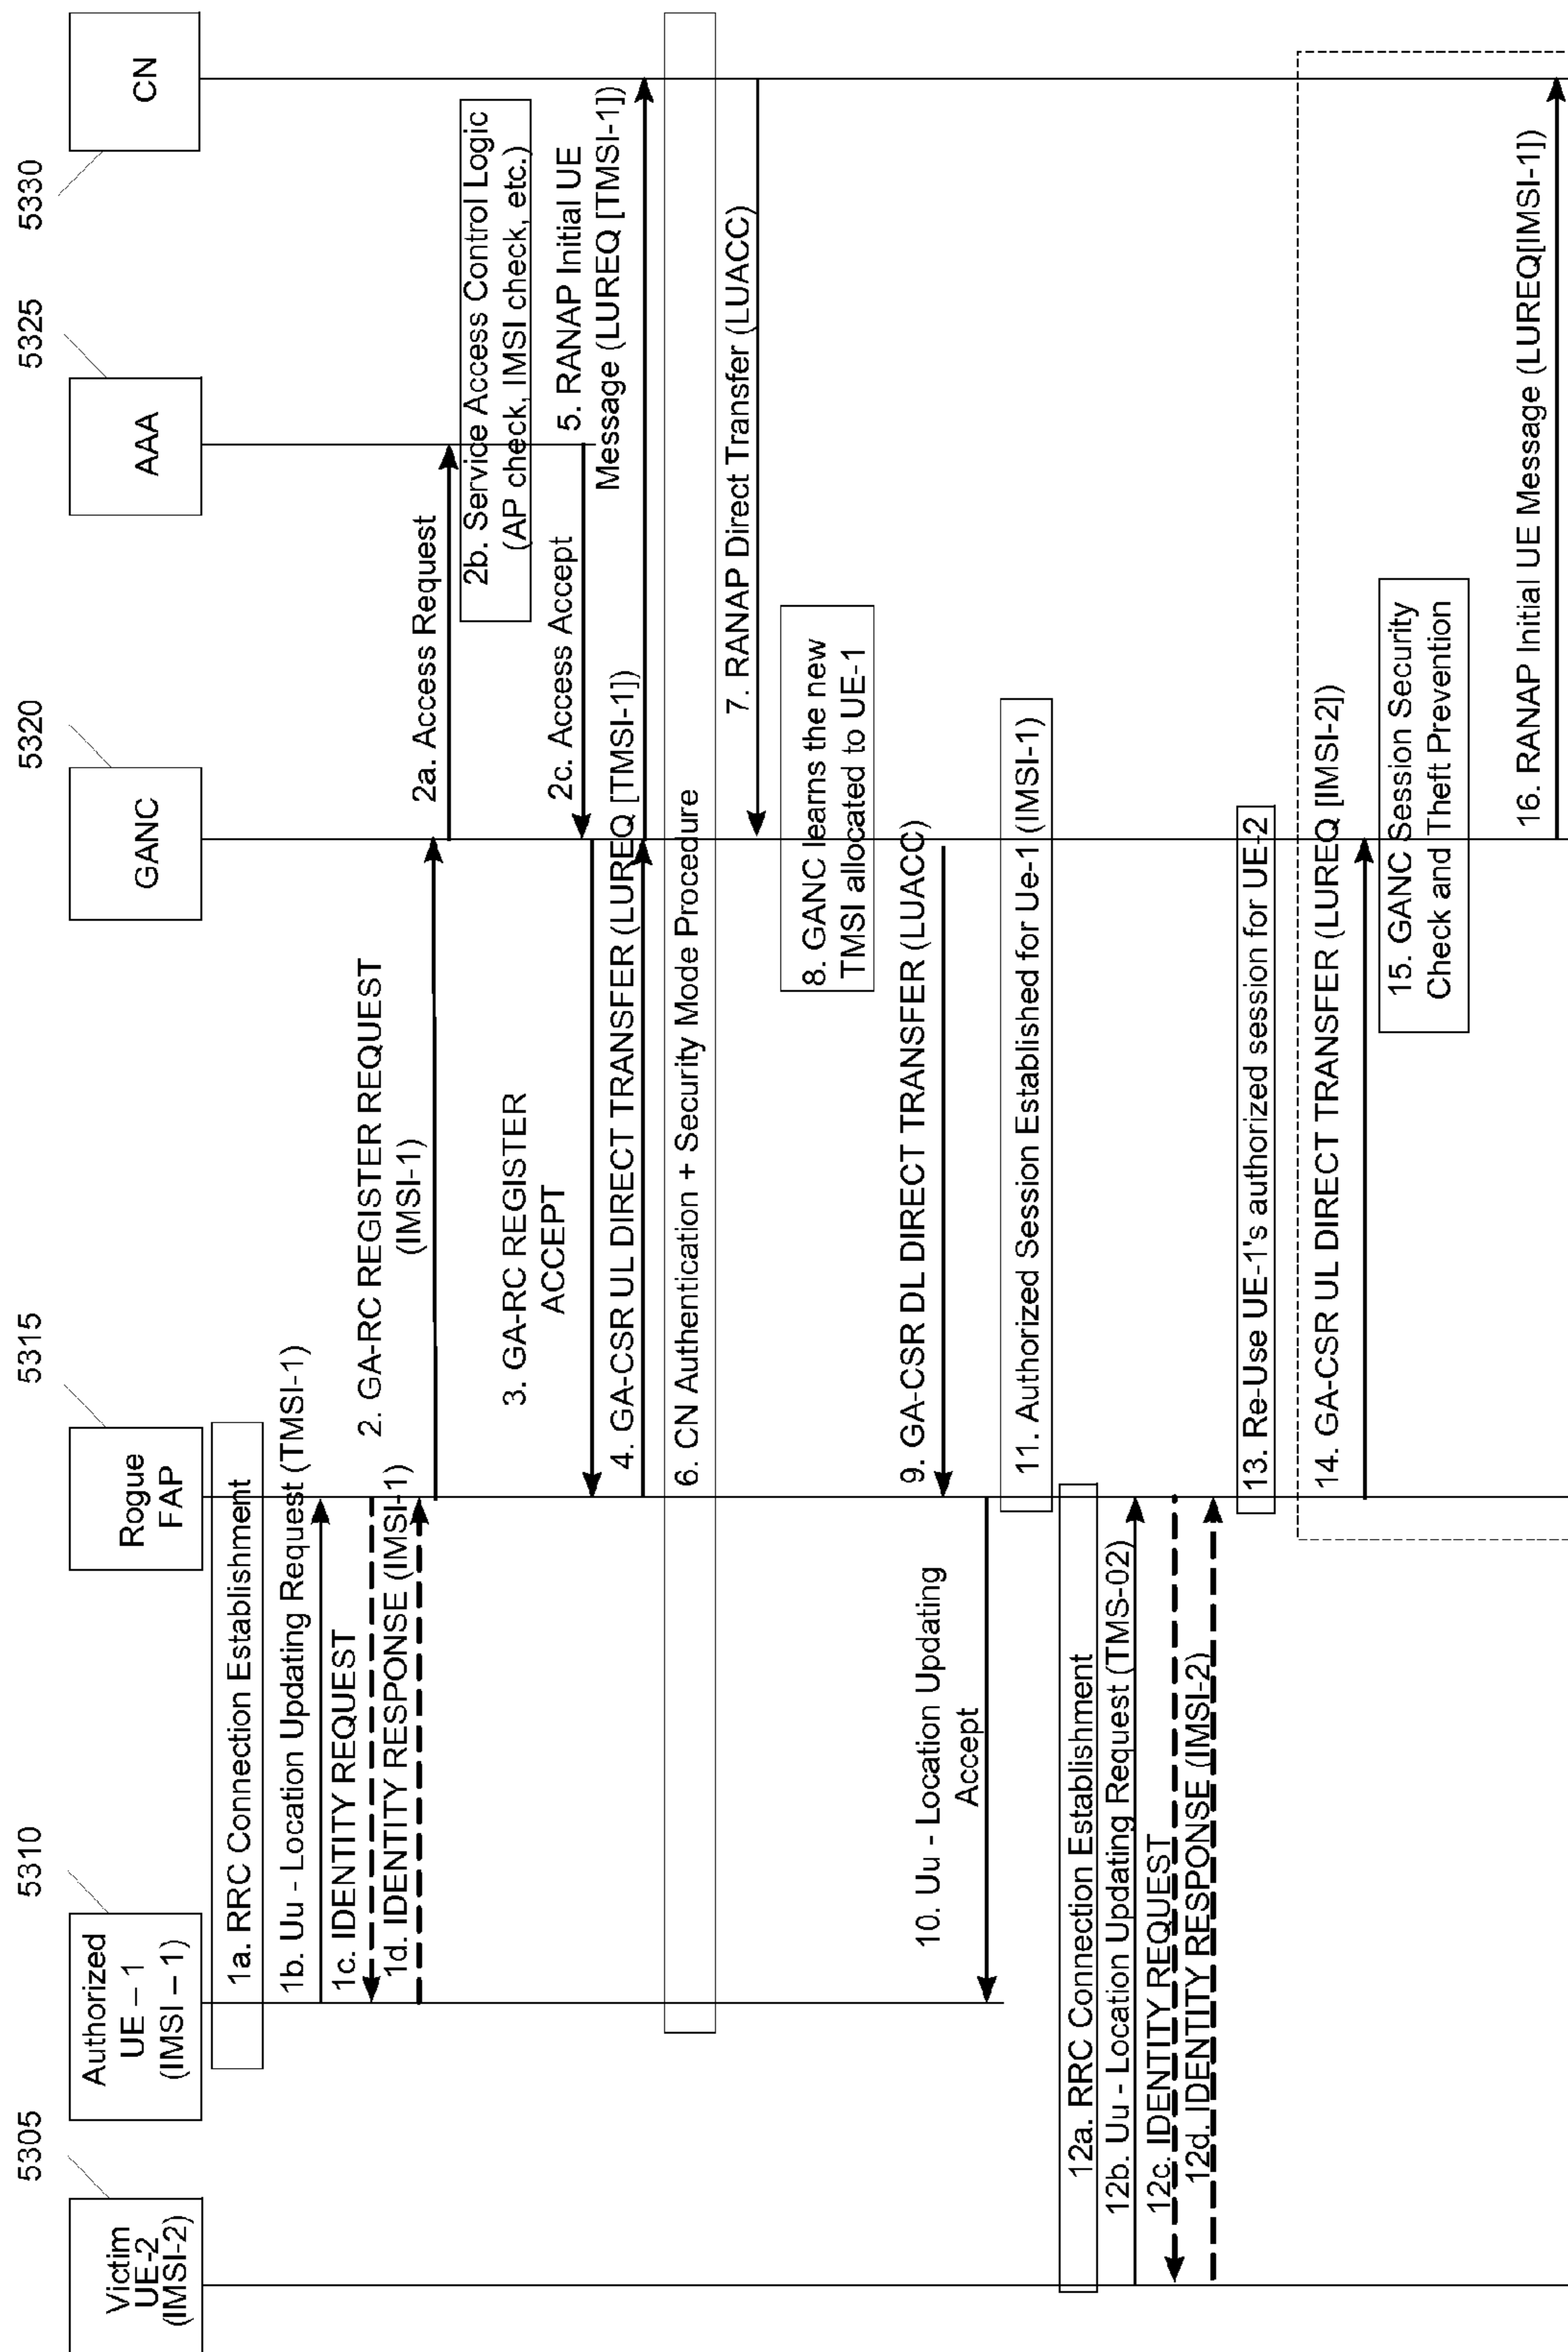 5305
5310
5315
5320
5325
5330
Victim
UE-2
(IMSI-2)
Authorized
UE – 1
(IMSI – 1)
Rogue
FAP
GANC
AAA
CN
1a. RRC Connection Establishment
1b. Uu - Location Updating Request (TMSI-1)
1c. IDENTITY REQUEST
1d. IDENTITY RESPONSE (IMSI-1)
2. GA-RC REGISTER REQUEST
(IMSI-1)
2a. Access Request
2b. Service Access Control Logic
(AP check, IMSI check, etc.)
2c. Access Accept
3. GA-RC REGISTER
ACCEPT
4. GA-CSR UL DIRECT TRANSFER (LUREQ [TMSI-1])
5. RANAP Initial UE
Message (LUREQ [TMSI-1])
6. CN Authentication + Security Mode Procedure
7. RANAP Direct Transfer (LUACC)
8. GANC learns the new
TMSI allocated to UE-1
9. GA-CSR DL DIRECT TRANSFER (LUACC)
10. Uu - Location Updating
Accept
11. Authorized Session Established for Ue-1 (IMSI-1)
12a. RRC Connection Establishment
12b. Uu - Location Updating Request (TMS-02)
12c. IDENTITY REQUEST
12d. IDENTITY RESPONSE (IMSI-2)
13. Re-Use UE-1's authorized session for UE-2
14. GA-CSR UL DIRECT TRANSFER (LUREQ [IMSI-2])
15. GANC Session Security
Check and Theft Prevention
16. RANAP Initial UE Message (LUREQ[IMSI-1])